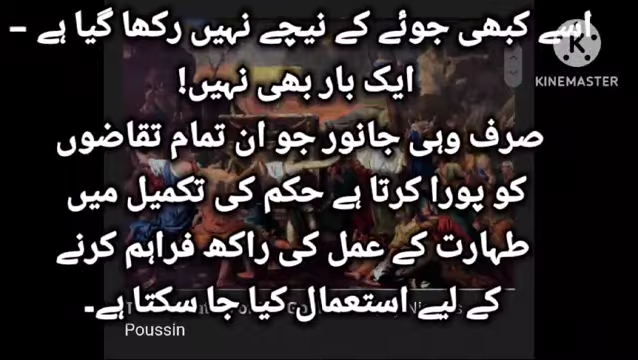 اسے کبھی جوئے کے نیچے نہیں رکھا گیا ہے –
ایک بار بھی نہیں!
صرف وہی جانور جو ان تمام تقاضوں
کو پورا کرتا ہے حکم کی تکمیل میں
طہارت کے عمل کی راکھ فراہم کرنے
کے لیے استعمال کیا جا سکتا ہے۔
Poussin
KINEMASTER